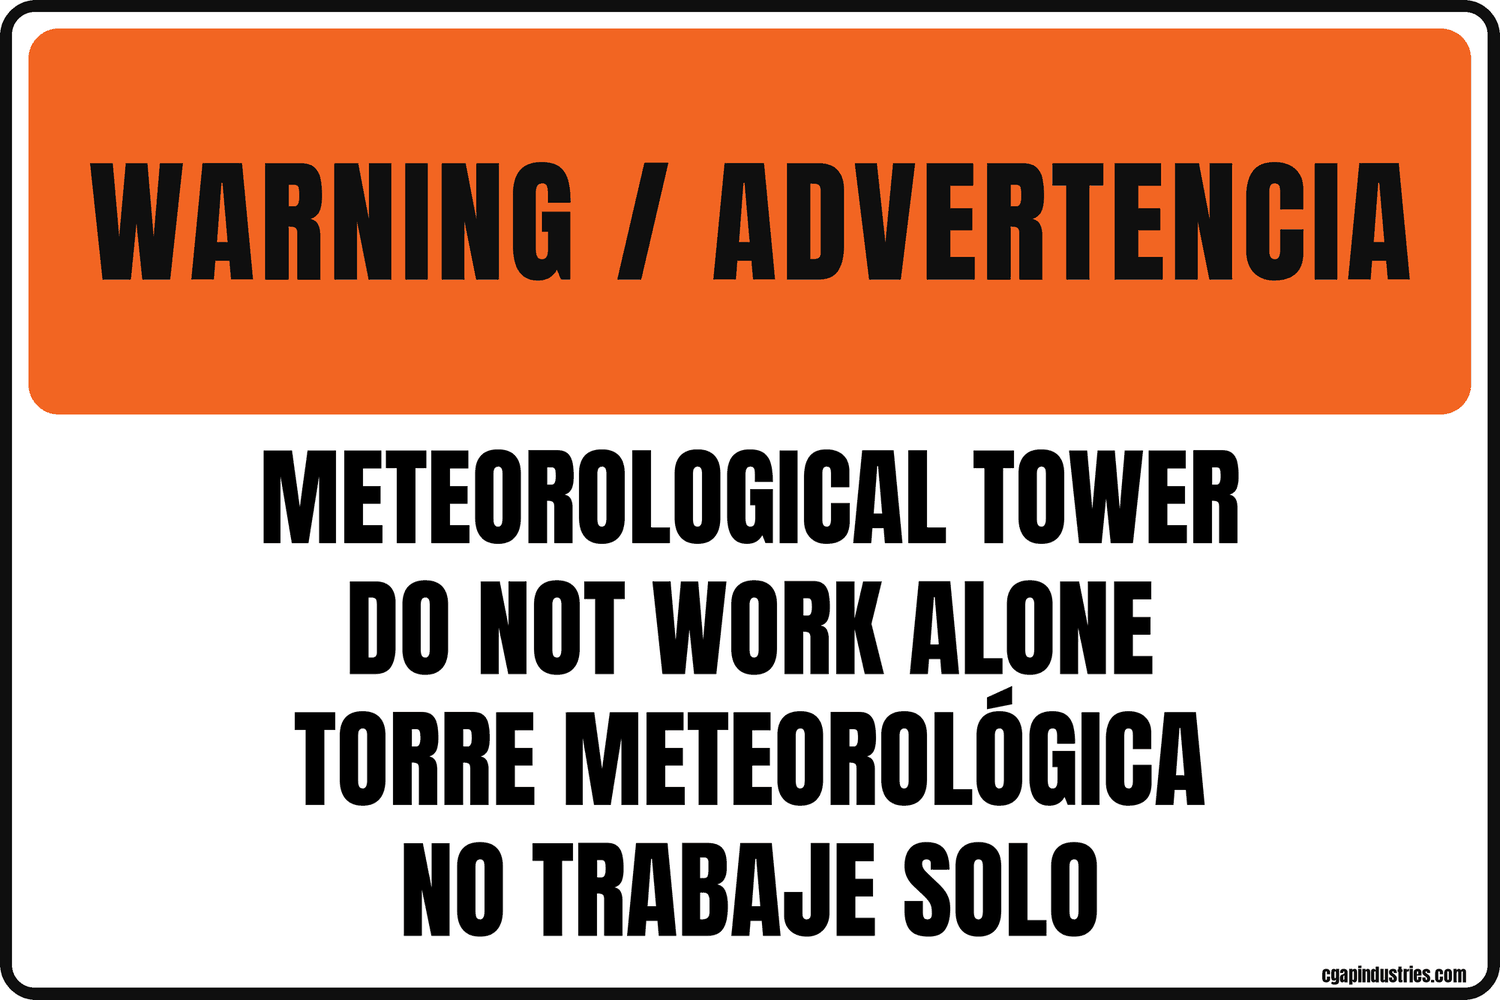 WARNING / ADVERTENCIA
METEOROLOGICAL TOWER
DO NOT WORK ALONE
TORRE METEOROLÓGICA
NO TRABAJE SOLO
cgapindustries.com